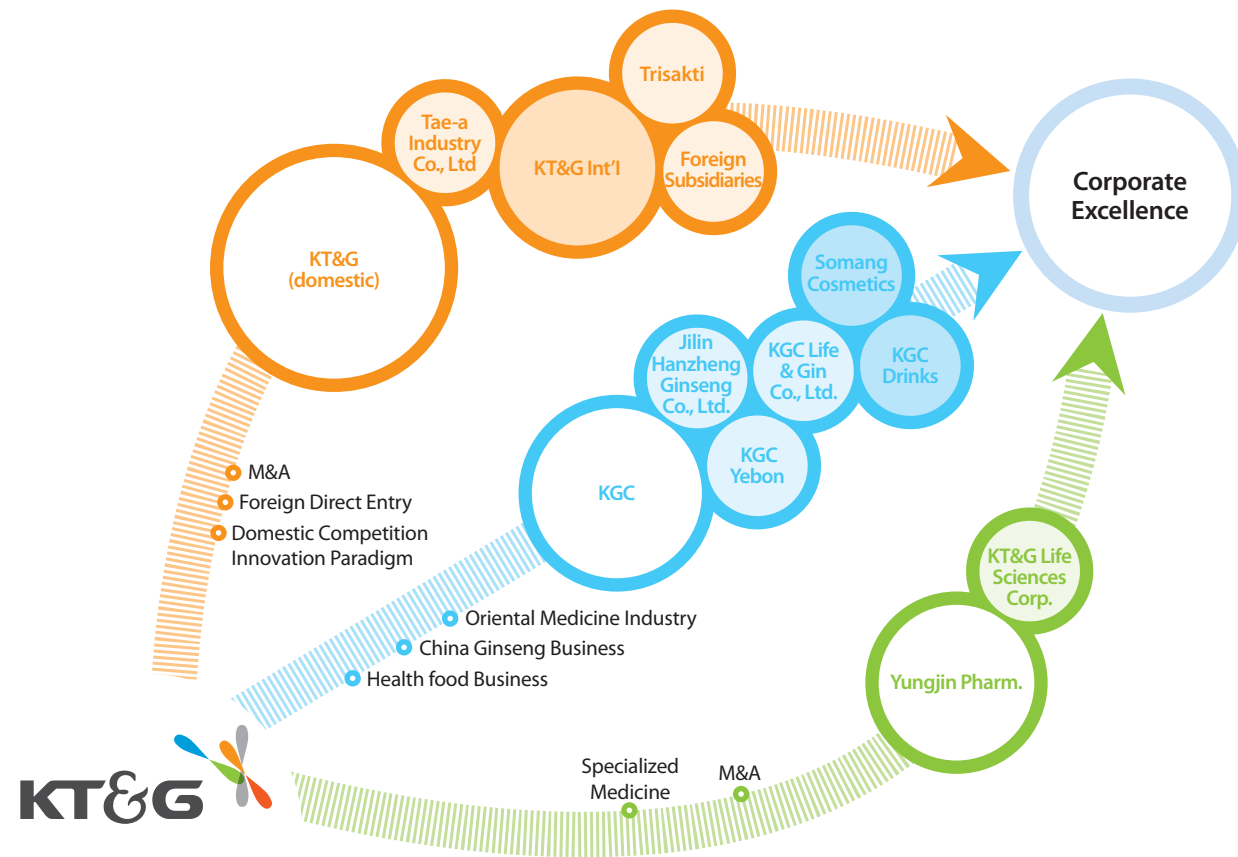 Trisakti
Tae-a
Industry
Co., Ltd
KT&G Int'l
Foreign
Subsidiaries
Corporate
Excellence
KT&G
(domestic)
Somang
Cosmetics
Jilin
Hanzheng
Ginseng
Co., Ltd.
KGC Life
& Gin
Co., Ltd.
KGC
Drinks
KGC
Yebon
KGC
M&A
Foreign Direct Entry
Domestic Competition
Innovation Paradigm
KT&G Life
Sciences
Corp.
Oriental Medicine Industry
China Ginseng Business
Health food Business
Yungjin Pharm.
Specialized
Medicine
M&A
KT&G